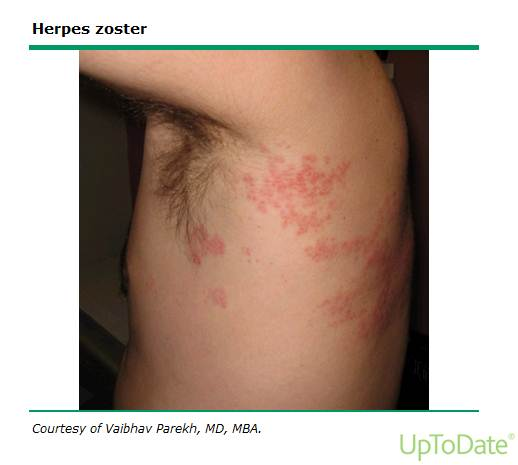 Herpes zoster
Courtesy of Vaibhav Parekh, MD, MBA.
UpToDate®